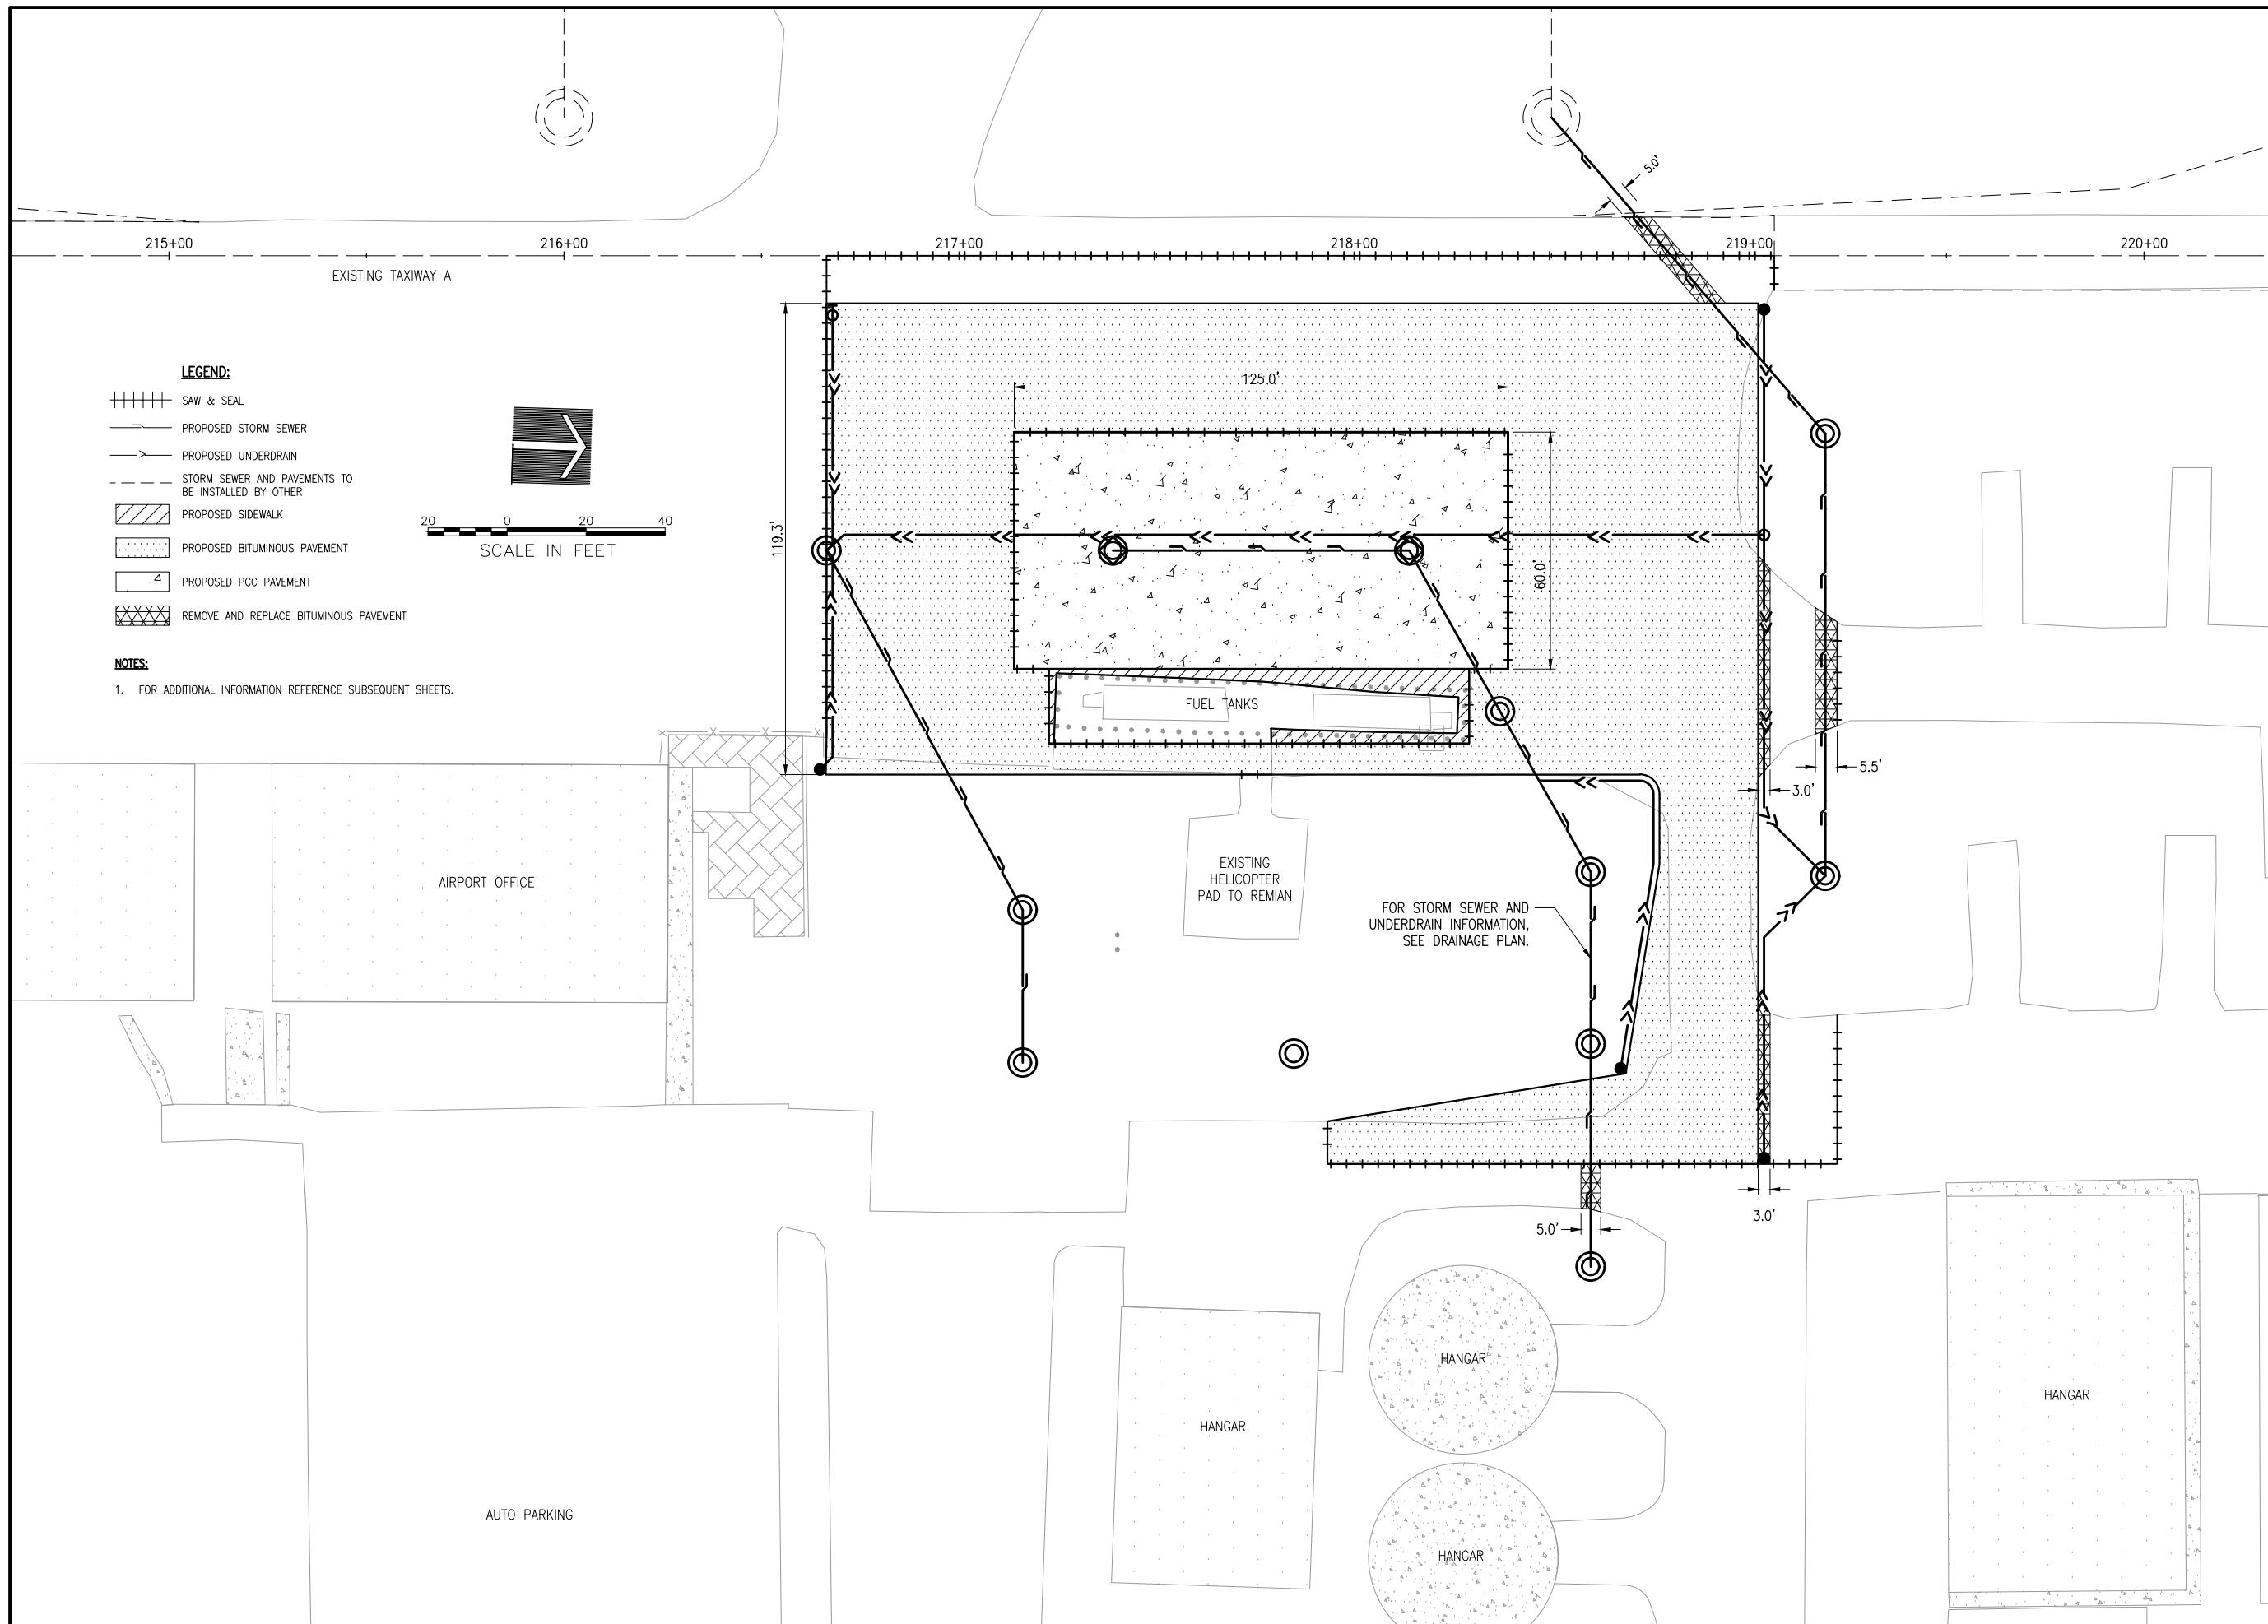 5.0'
215+00
216+00
217+00
218+00
219+00
220+00
EXISTING TAXIWAY A
LEGEND:
SAW & SEAL
PROPOSED STORM SEWER
PROPOSED UNDERDRAIN
STORM SEWER AND PAVEMENTS TO
BE INSTALLED BY OTHER
PROPOSED SIDEWALK
PROPOSED BITUMINOUS PAVEMENT
PROPOSED PCC PAVEMENT
REMOVE AND REPLACE BITUMINOUS PAVEMENT
20 0 20 40
SCALE IN FEET
NOTES:
1. FOR ADDITIONAL INFORMATION REFERENCE SUBSEQUENT SHEETS.
125.0'
119.3'
60.0'
FUEL TANKS
5.5'
3.0'
AIRPORT OFFICE
EXISTING
HELICOPTER
PAD TO REMIAN
FOR STORM SEWER AND
UNDERDRAIN INFORMATION,
SEE DRAINAGE PLAN.
3.0'
5.0'
HANGAR
HANGAR
HANGAR
HANGAR
AUTO PARKING